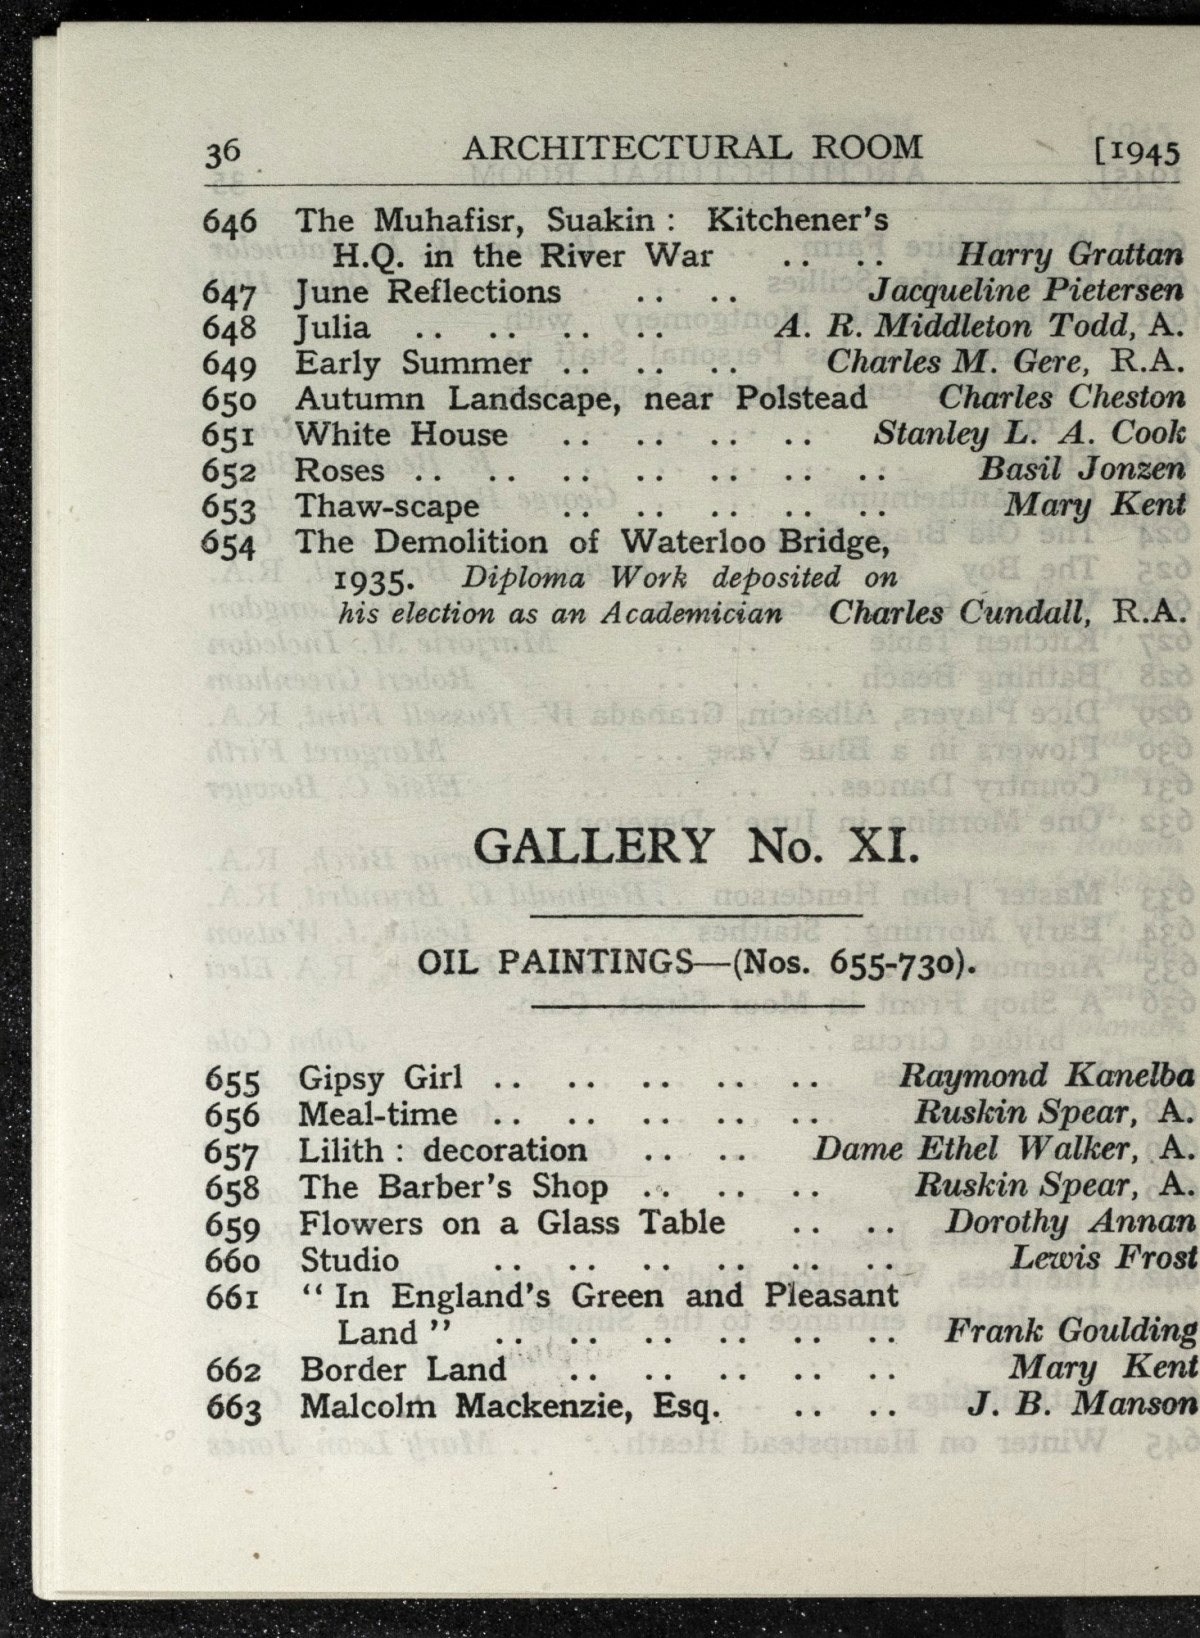 36 ARCHITECTURAL ROOM [1945
646 The Muhafisr, Suakin : Kitchener's
H.Q. in the River War .. .. Harry Grattan
647 June Reflections .. .. Jacqueline Pietersen
648 Julia .. .. .. .. A. R. Middleton Todd, A.
649 Early Summer .. .. .. Charles M. Gere, R.A.
650 Autumn Landscape, near Polstead Charles Cheston
651 White House .. .. .. .. Stanley L. A. Cook
652 Roses .. .. .. .. .. .. .. Basil Jonzen
653 Thaw-scape .. .. .. .. .. Mary Kent
654 The Demolition of Waterloo Bridge,
1935. Diploma Work deposited on
his election as an Academician Charles Cundall, R.A.
GALLERY No. XI.
OIL PAINTINGS—(Nos. 655-730).
655 Gipsy Girl .. .. .. .. .. Raymond Kanelba
656 Meal-time .. .. .. .. .. Ruskin Spear, A.
657 Lilith : decoration .. .. Dame Ethel Walker, A.
658 The Barber's Shop .. .. .. Ruskin Spear, A.
659 Flowers on a Glass Table .. .. Dorothy Annan
660 Studio .. .. .. .. .. .. Lewis Frost
661 “ In England's Green and Pleasant
Land ” .. .. .. .. .. .. Frank Goulding
662 Border Land .. .. .. .. .. Mary Kent
663 Malcolm Mackenzie, Esq. .. .. J. B. Manson